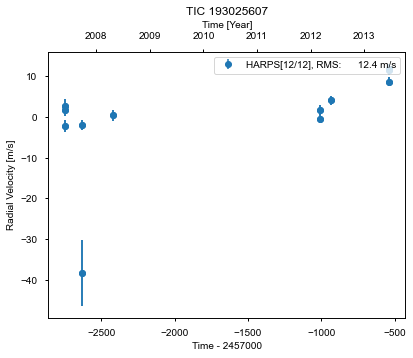 TIC 193025607
Time [Year]
2008 2009 2010 2011 2012 2013
HARPS[12/12], RMS: 12.4 m/s
10
0
−10
−20
−30
−40
Radial Velocity [m/s]
−2500 −2000 −1500 −1000 −500
Time - 2457000